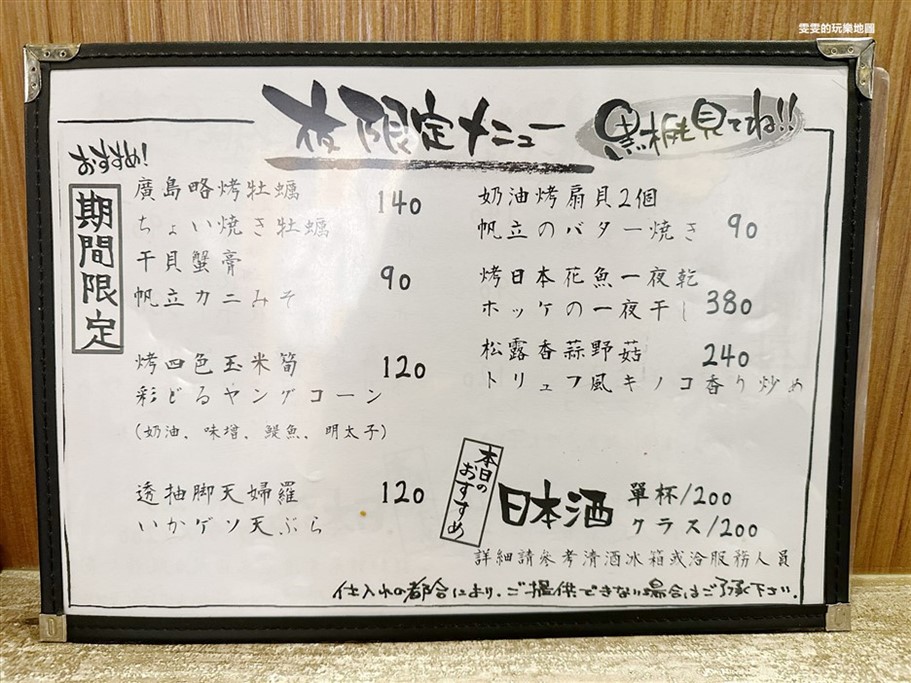 雯雯的玩樂地圖
夜限定メニュー
黒板も見てね!!
おすすめ!
期間限定
廣島略烤牡蠣 140
ちょい焼き牡蠣
干貝蟹膏 90
帆立カニみそ
烤四色玉米筍 120
彩どるヤングコーン
(奶油、味增、鯷魚、明太子)
透抽脚天婦羅 120
いかゲソ天ぷら
奶油烤扇貝2個
帆立のバター焼き 90
烤日本花魚一夜乾
ホッケの一夜干し 380
松露香蒜野菇 240
トリュフ風キノコ香り炒め
本日のおすすめ
日本酒
單杯/200
グラス/200
詳細請參考清酒冰箱或洽服務人員
仕入れの都合により、ご提供できない場合はご了承下さい。